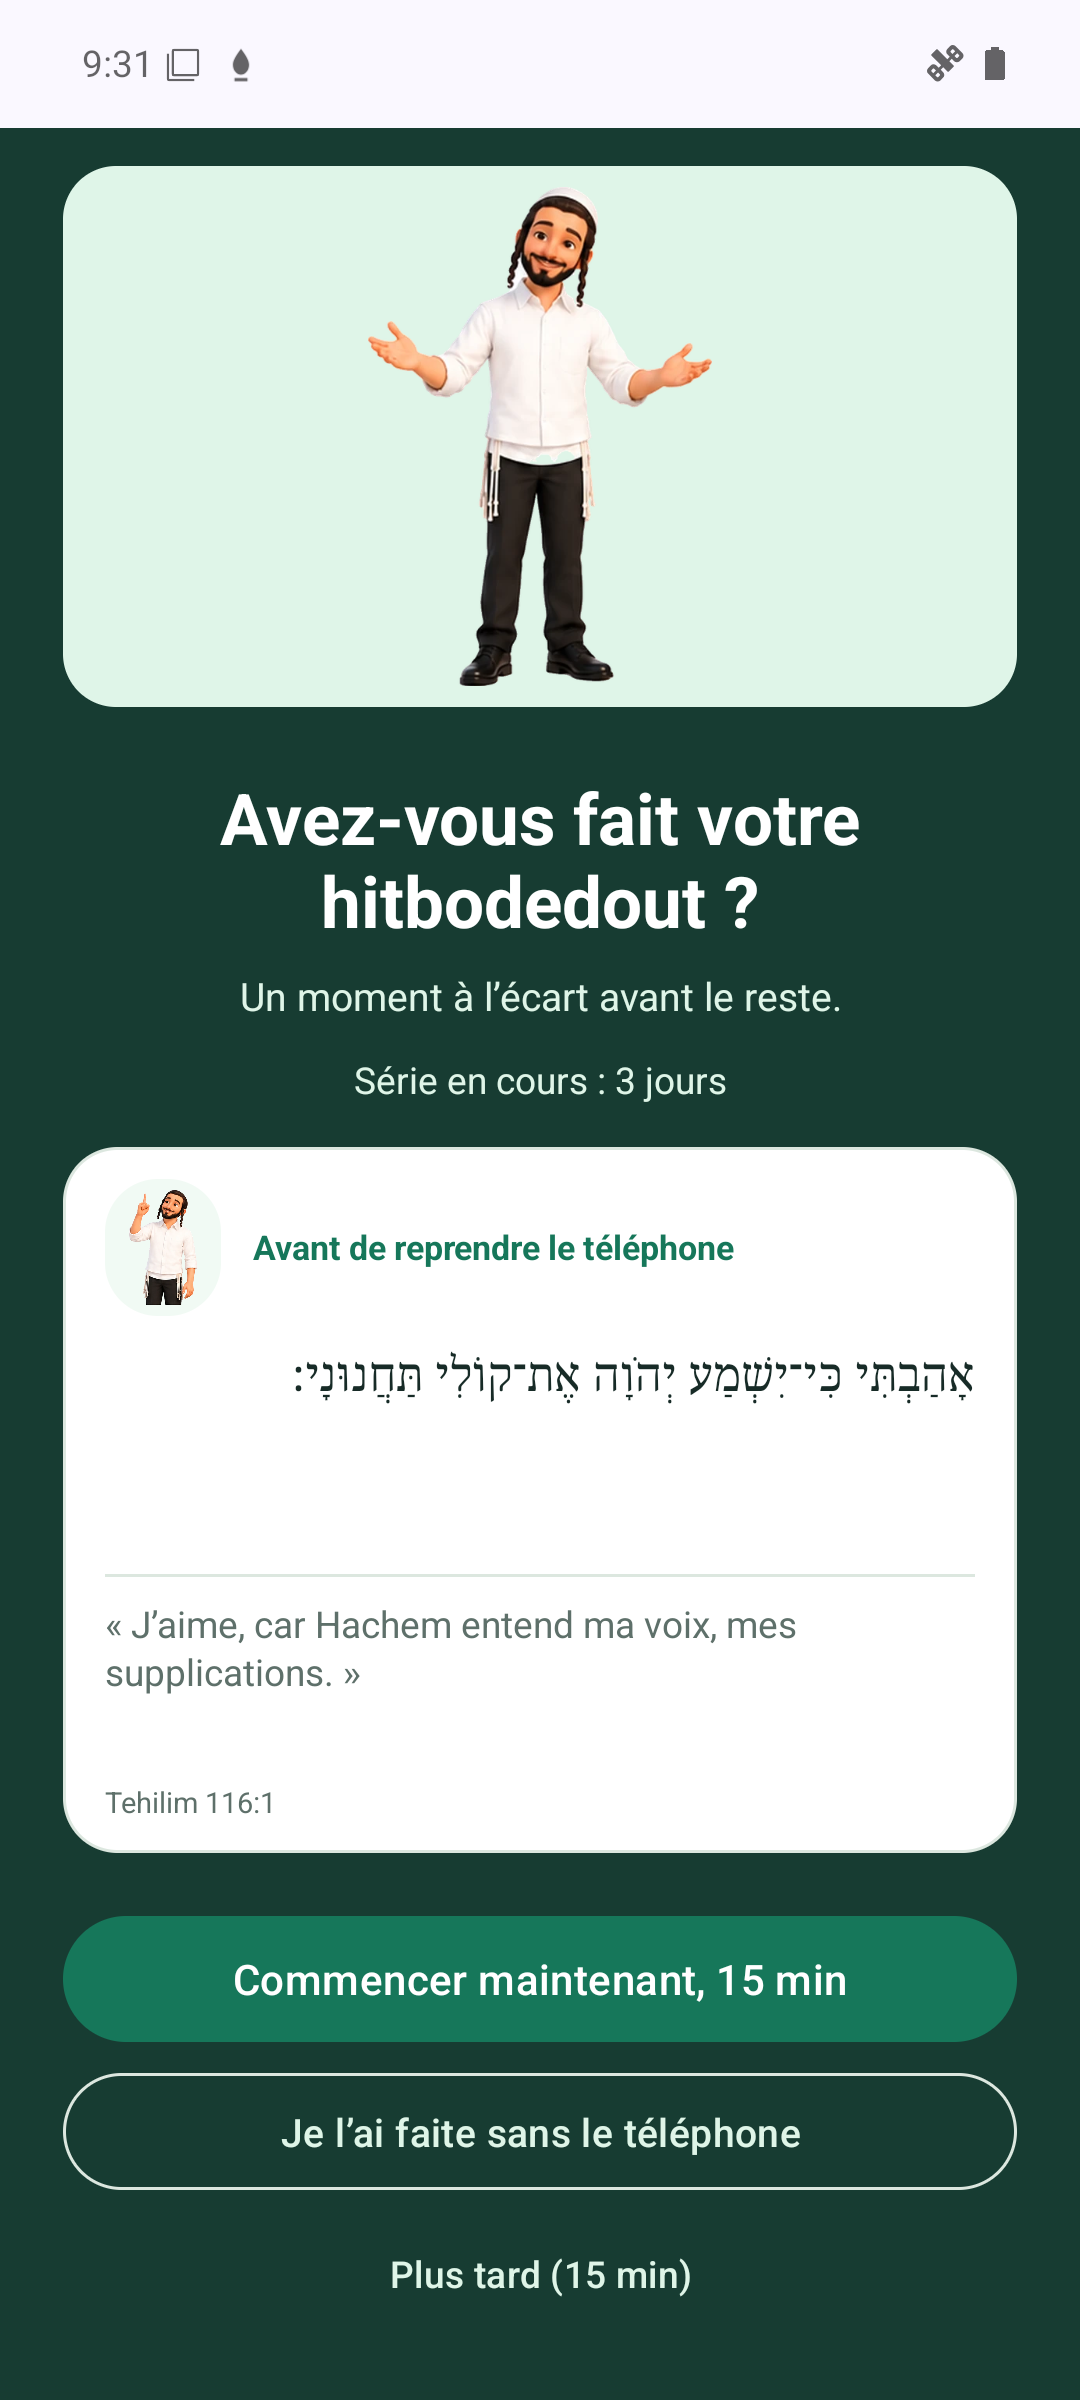 9:31
Avez-vous fait votre
hitbodedout ?
Un moment à l’écart avant le reste.
Série en cours : 3 jours
Avant de reprendre le téléphone
אָהַבְתִּי כִּי־יִשְׁמַע יְהֹוָה אֶת־קוֹלִי תַּחֲנוּנָי׃
« J’aime, car Hachem entend ma voix, mes
supplications. »
Tehilim 116:1
Commencer maintenant, 15 min
Je l’ai faite sans le téléphone
Plus tard (15 min)